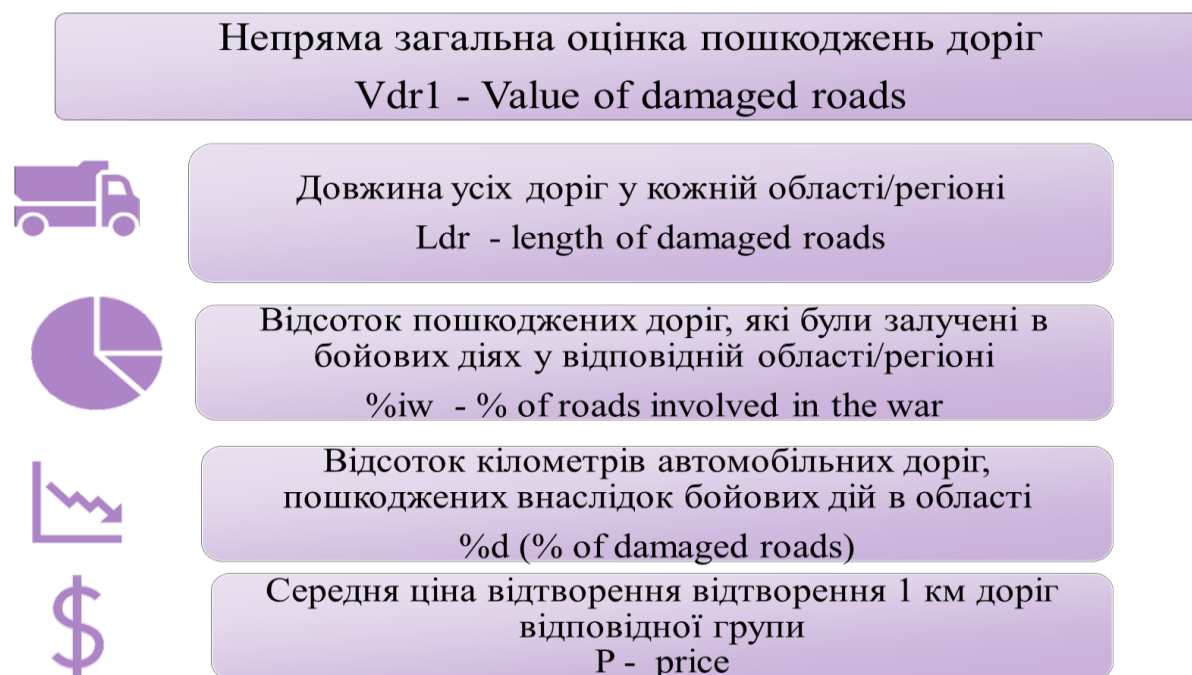 Непряма загальна оцінка пошкоджень доріг
Vdr1 - Value of damaged roads
Довжина усіх доріг у кожній області/регіоні
Ldr - length of damaged roads
Відсоток пошкоджених доріг, які були залучені в
бойових діях у відповідній області/регіоні
%iw - % of roads involved in the war
Відсоток кілометрів автомобільних доріг,
пошкоджених внаслідок бойових дій в області
%d (% of damaged roads)
Середня ціна відтворення відтворення 1 км доріг
відповідної групи
P - price